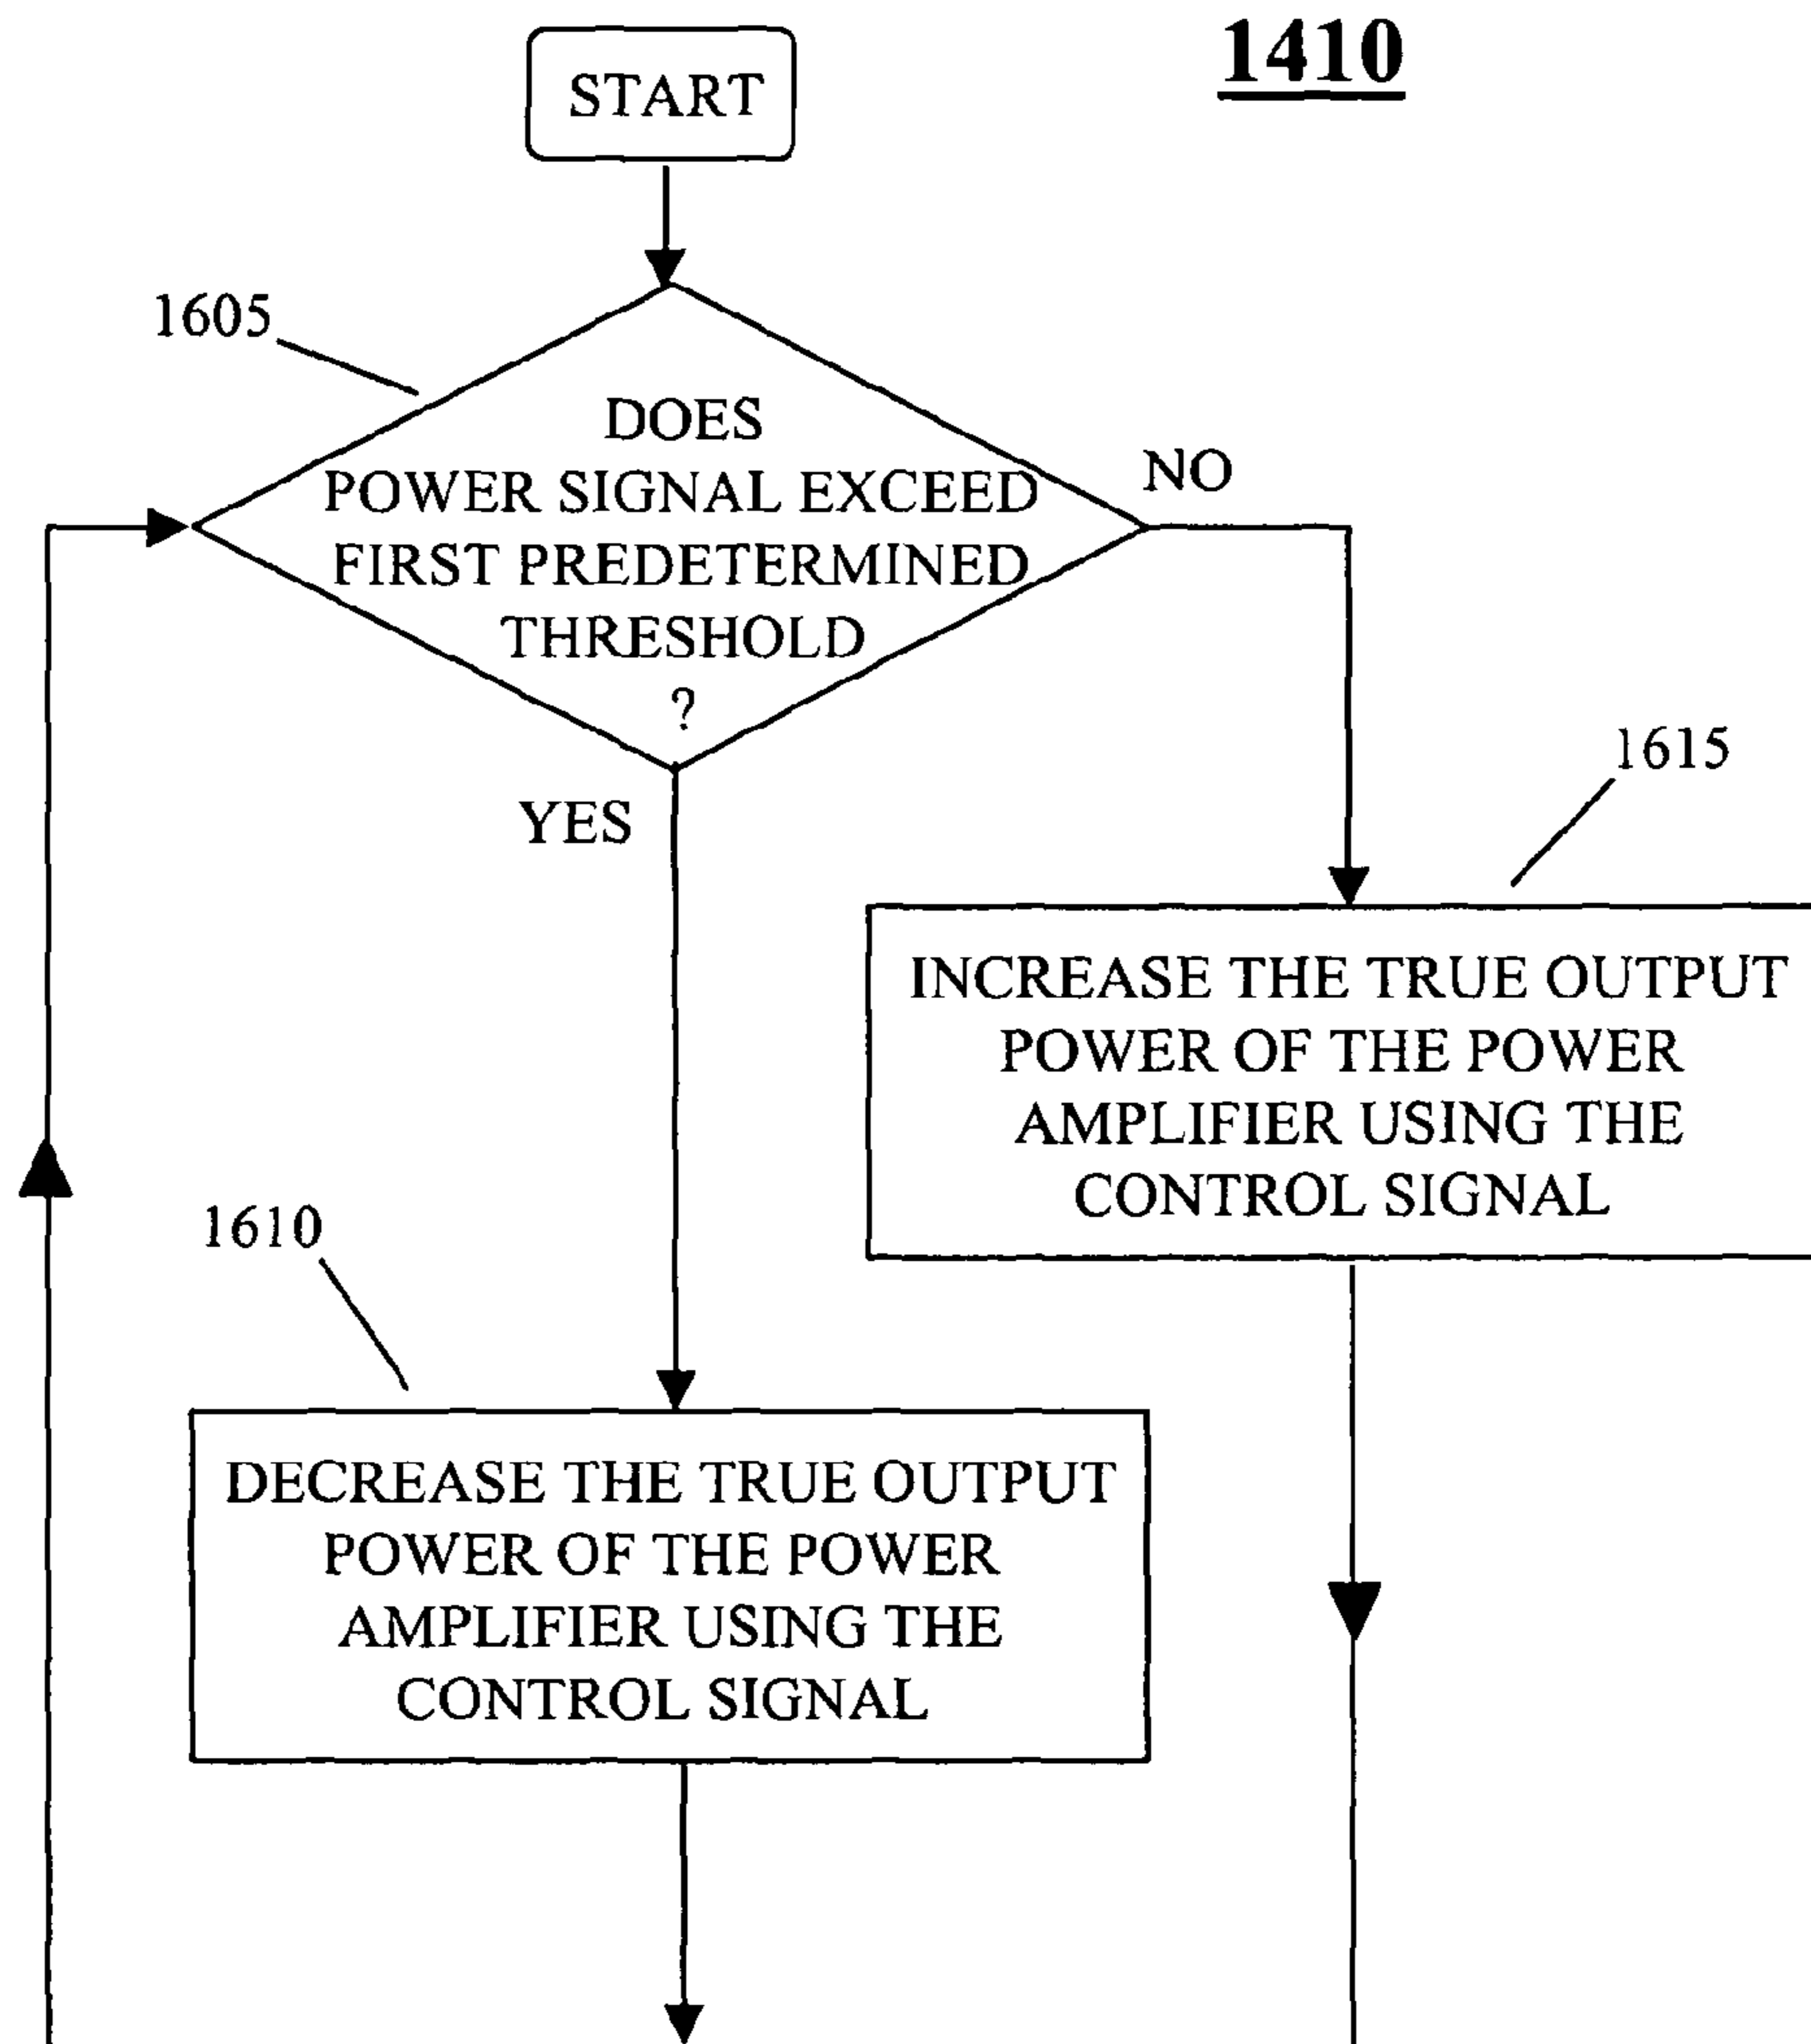 1410
START
1605
DOES
POWER SIGNAL EXCEED
FIRST PREDETERMINED
THRESHOLD
?
NO
YES
1615
INCREASE THE TRUE OUTPUT
POWER OF THE POWER
AMPLIFIER USING THE
CONTROL SIGNAL
1610
DECREASE THE TRUE OUTPUT
POWER OF THE POWER
AMPLIFIER USING THE
CONTROL SIGNAL